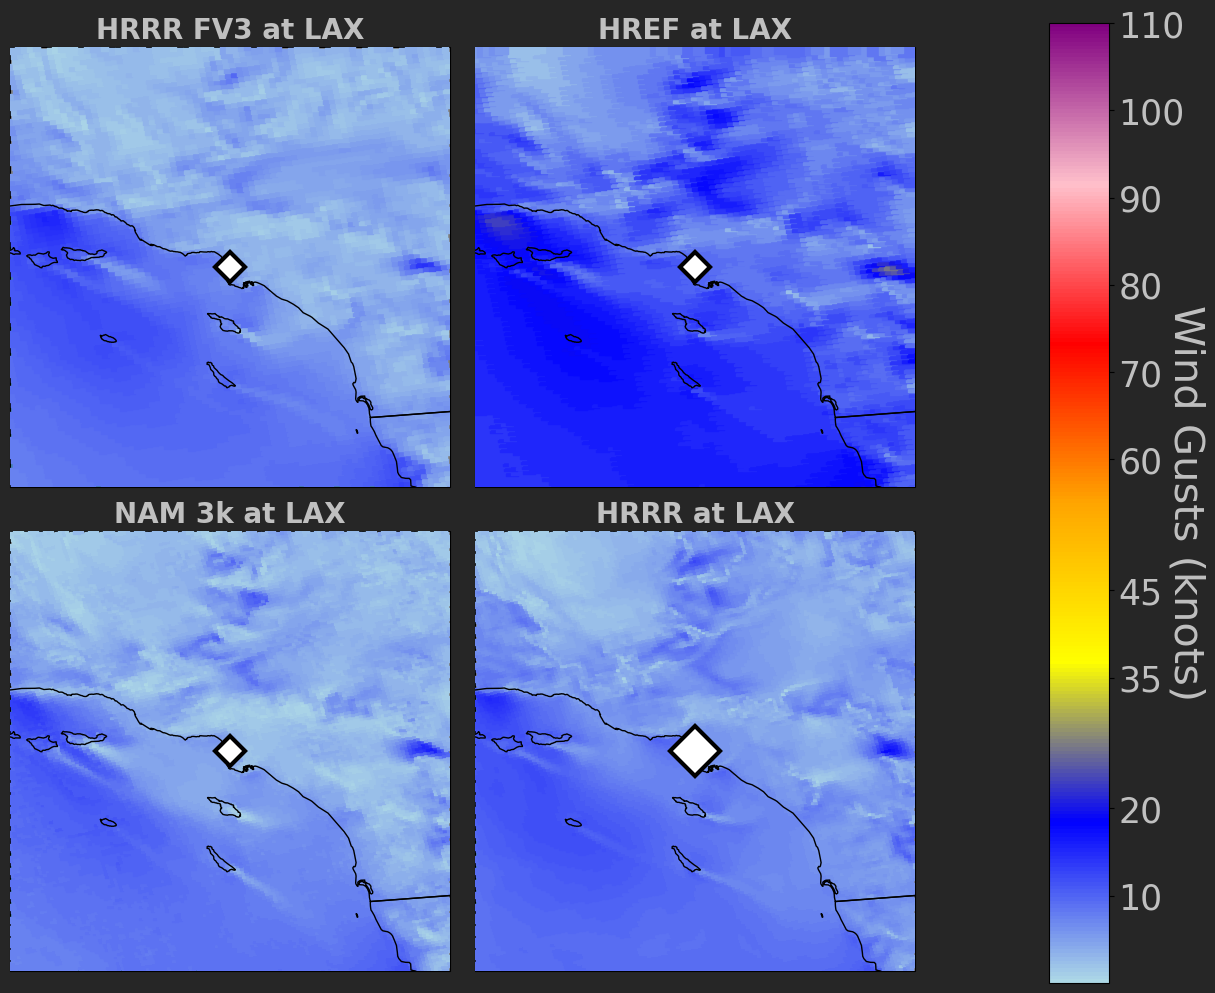 HRRR FV3 at LAX
HREF at LAX
NAM 3k at LAX
HRRR at LAX
110
100
90
80
70
60
45
35
20
10
Wind Gusts (knots)